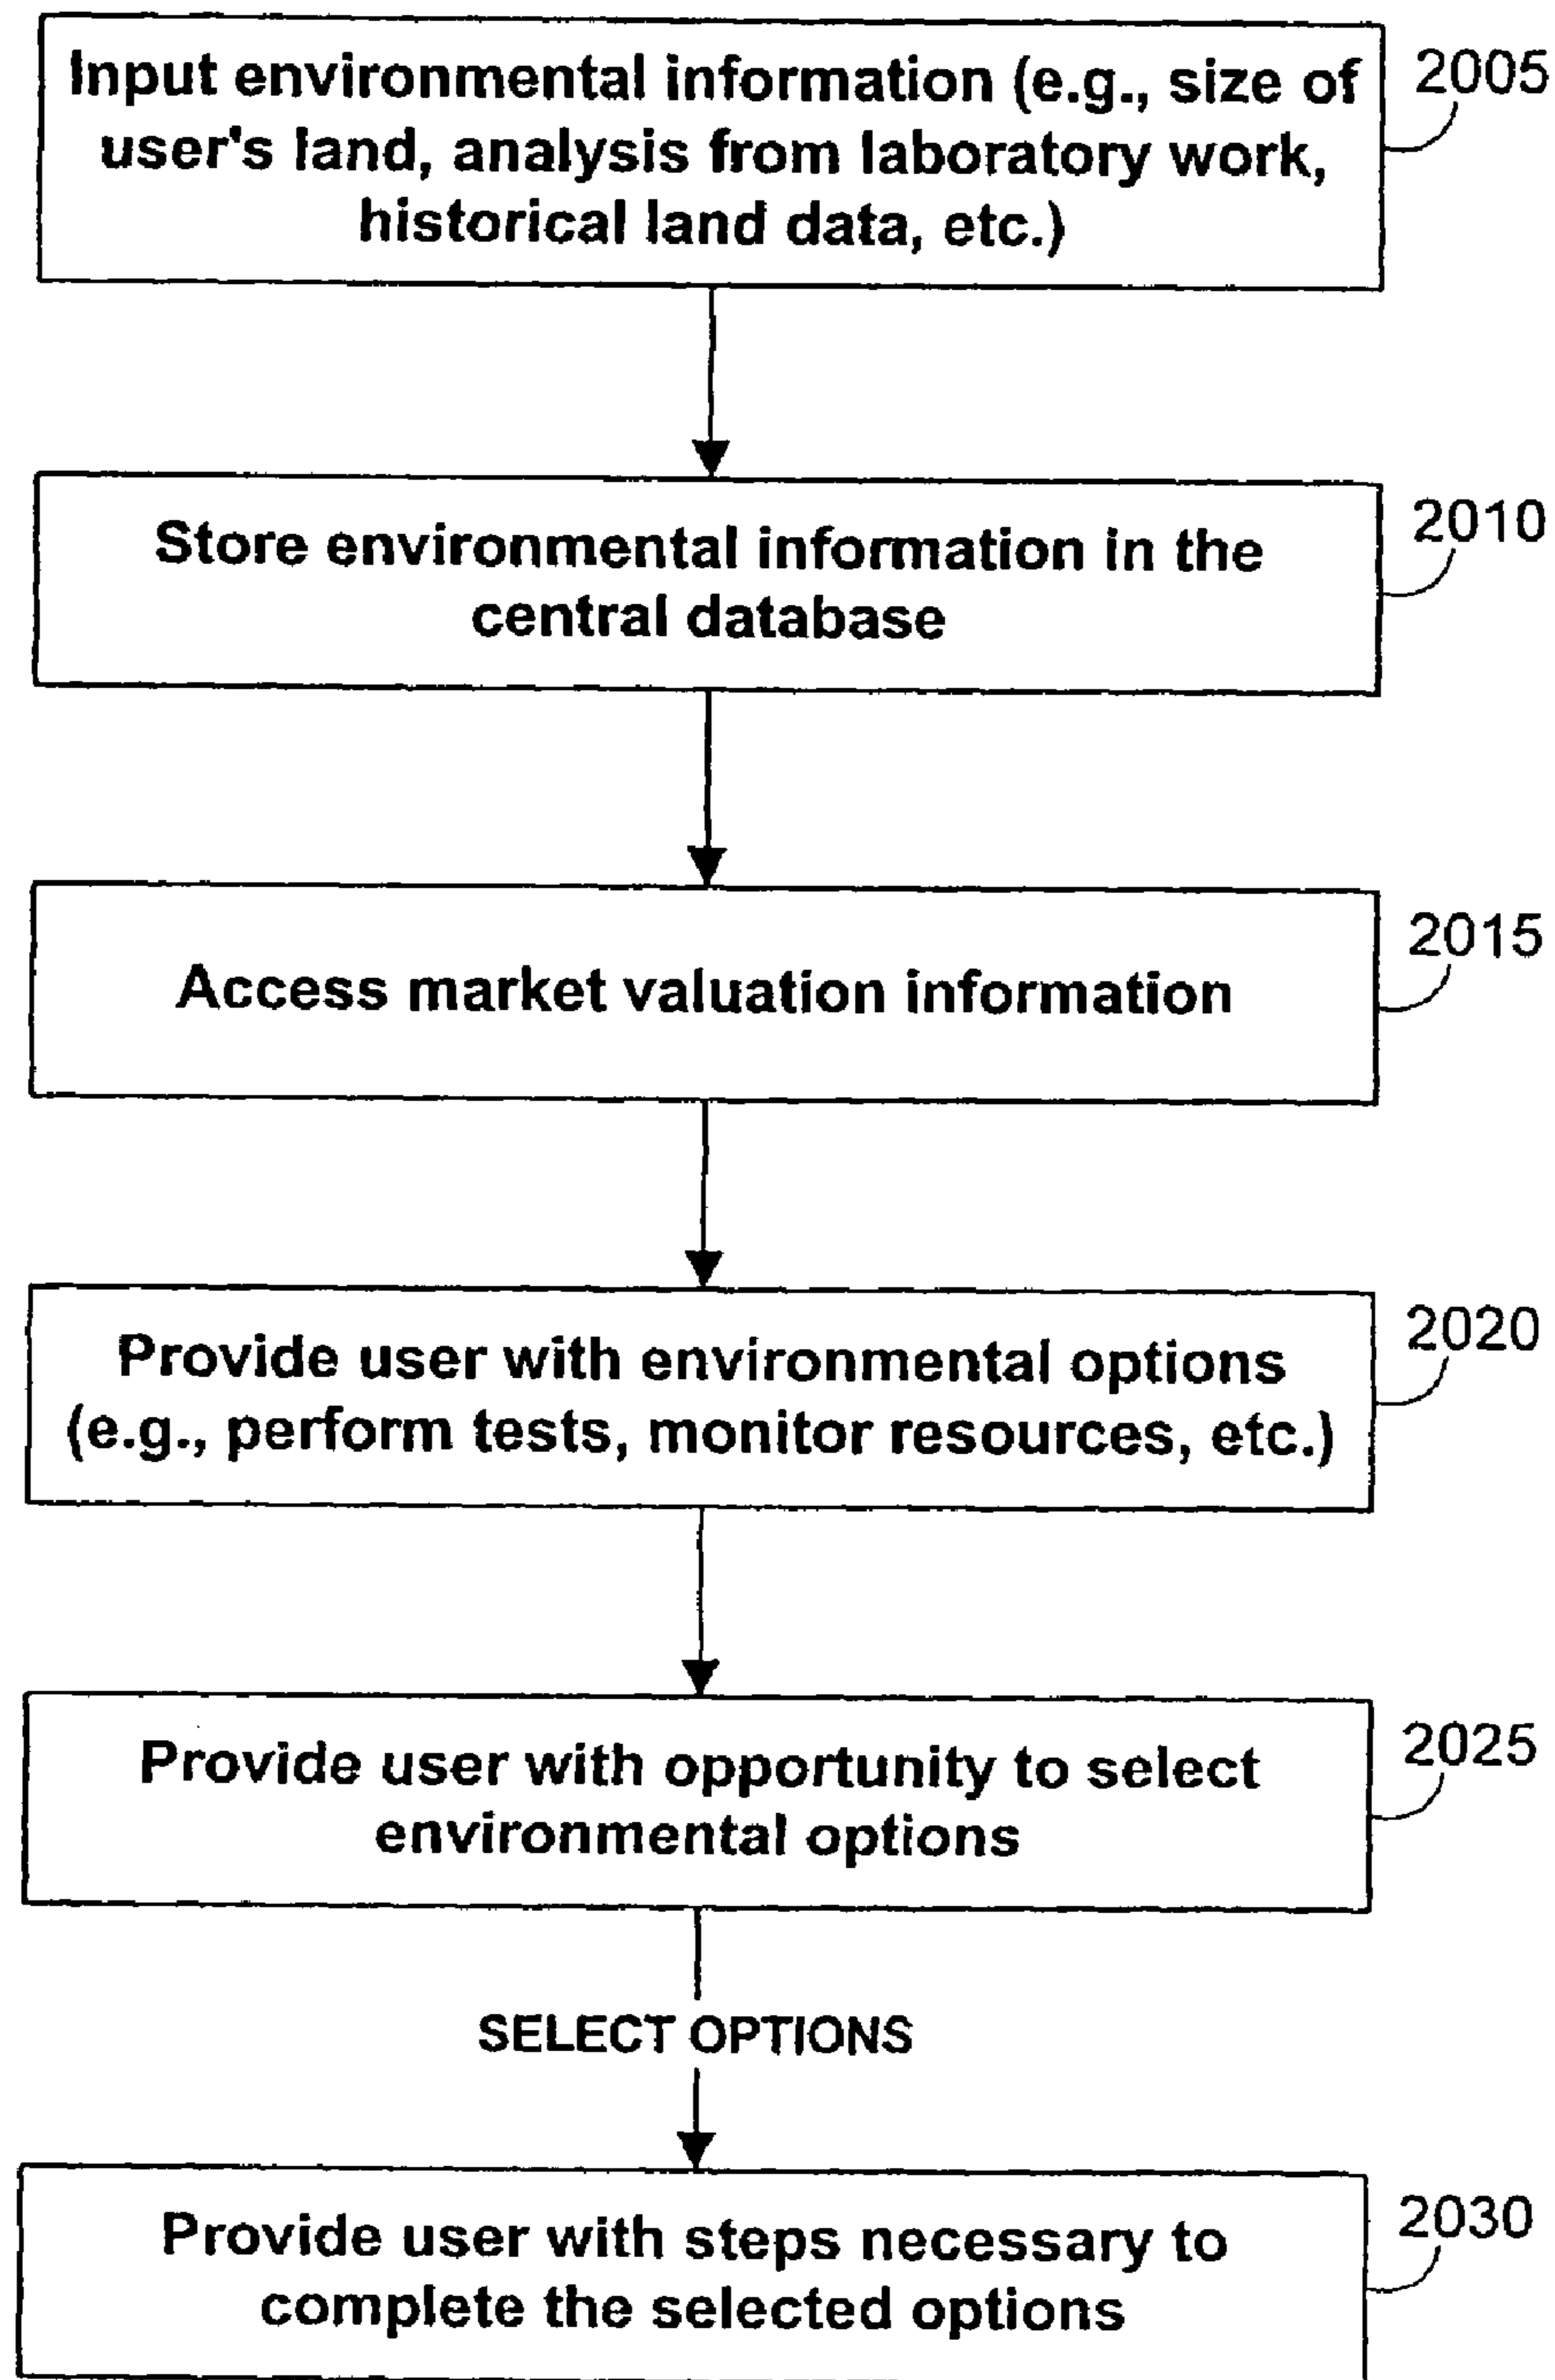 Input environmental information (e.g., size of
user's land, analysis from laboratory work,
historical land data, etc.)
2005
Store environmental information in the
central database
2010
Access market valuation information
2015
Provide user with environmental options
(e.g., perform tests, monitor resources, etc.)
2020
Provide user with opportunity to select
environmental options
2025
SELECT OPTIONS
Provide user with steps necessary to
complete the selected options
2030